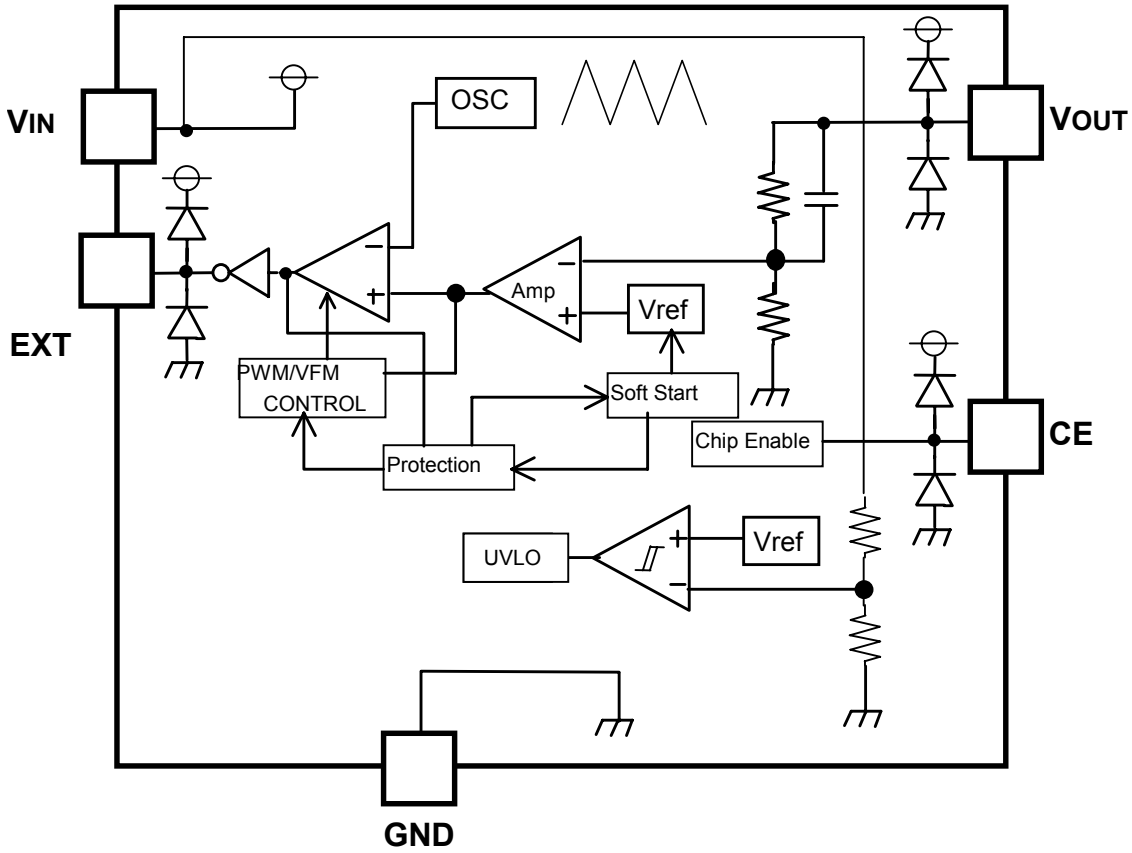 OSC
VIN
VOUT
-
+
Amp
-
+
Vref
EXT
PWM/VFM
CONTROL
Soft Start
Chip Enable
CE
Protection
UVLO
+
-
Vref
GND